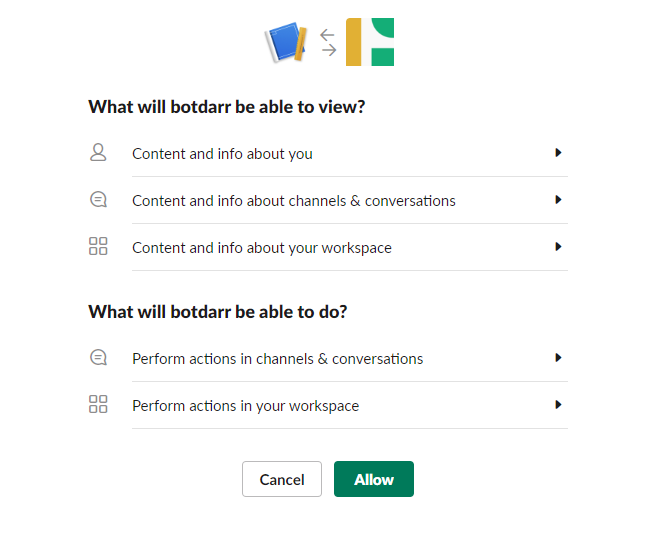 What will botdarr be able to view?
Content and info about you
Content and info about channels & conversations
Content and info about your workspace
What will botdarr be able to do?
Perform actions in channels & conversations
Perform actions in your workspace
Cancel
Allow